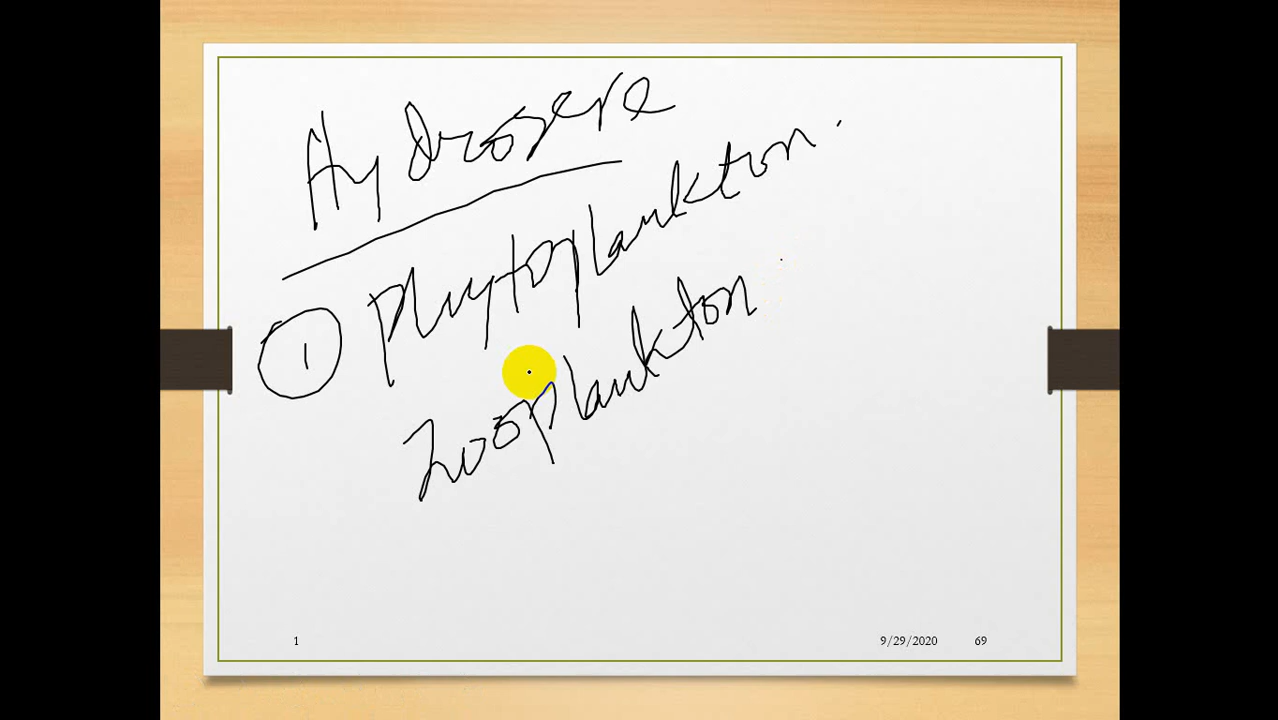 Hydrosere
① Phytoplankton.
Zooplankton
1
9/29/2020
69